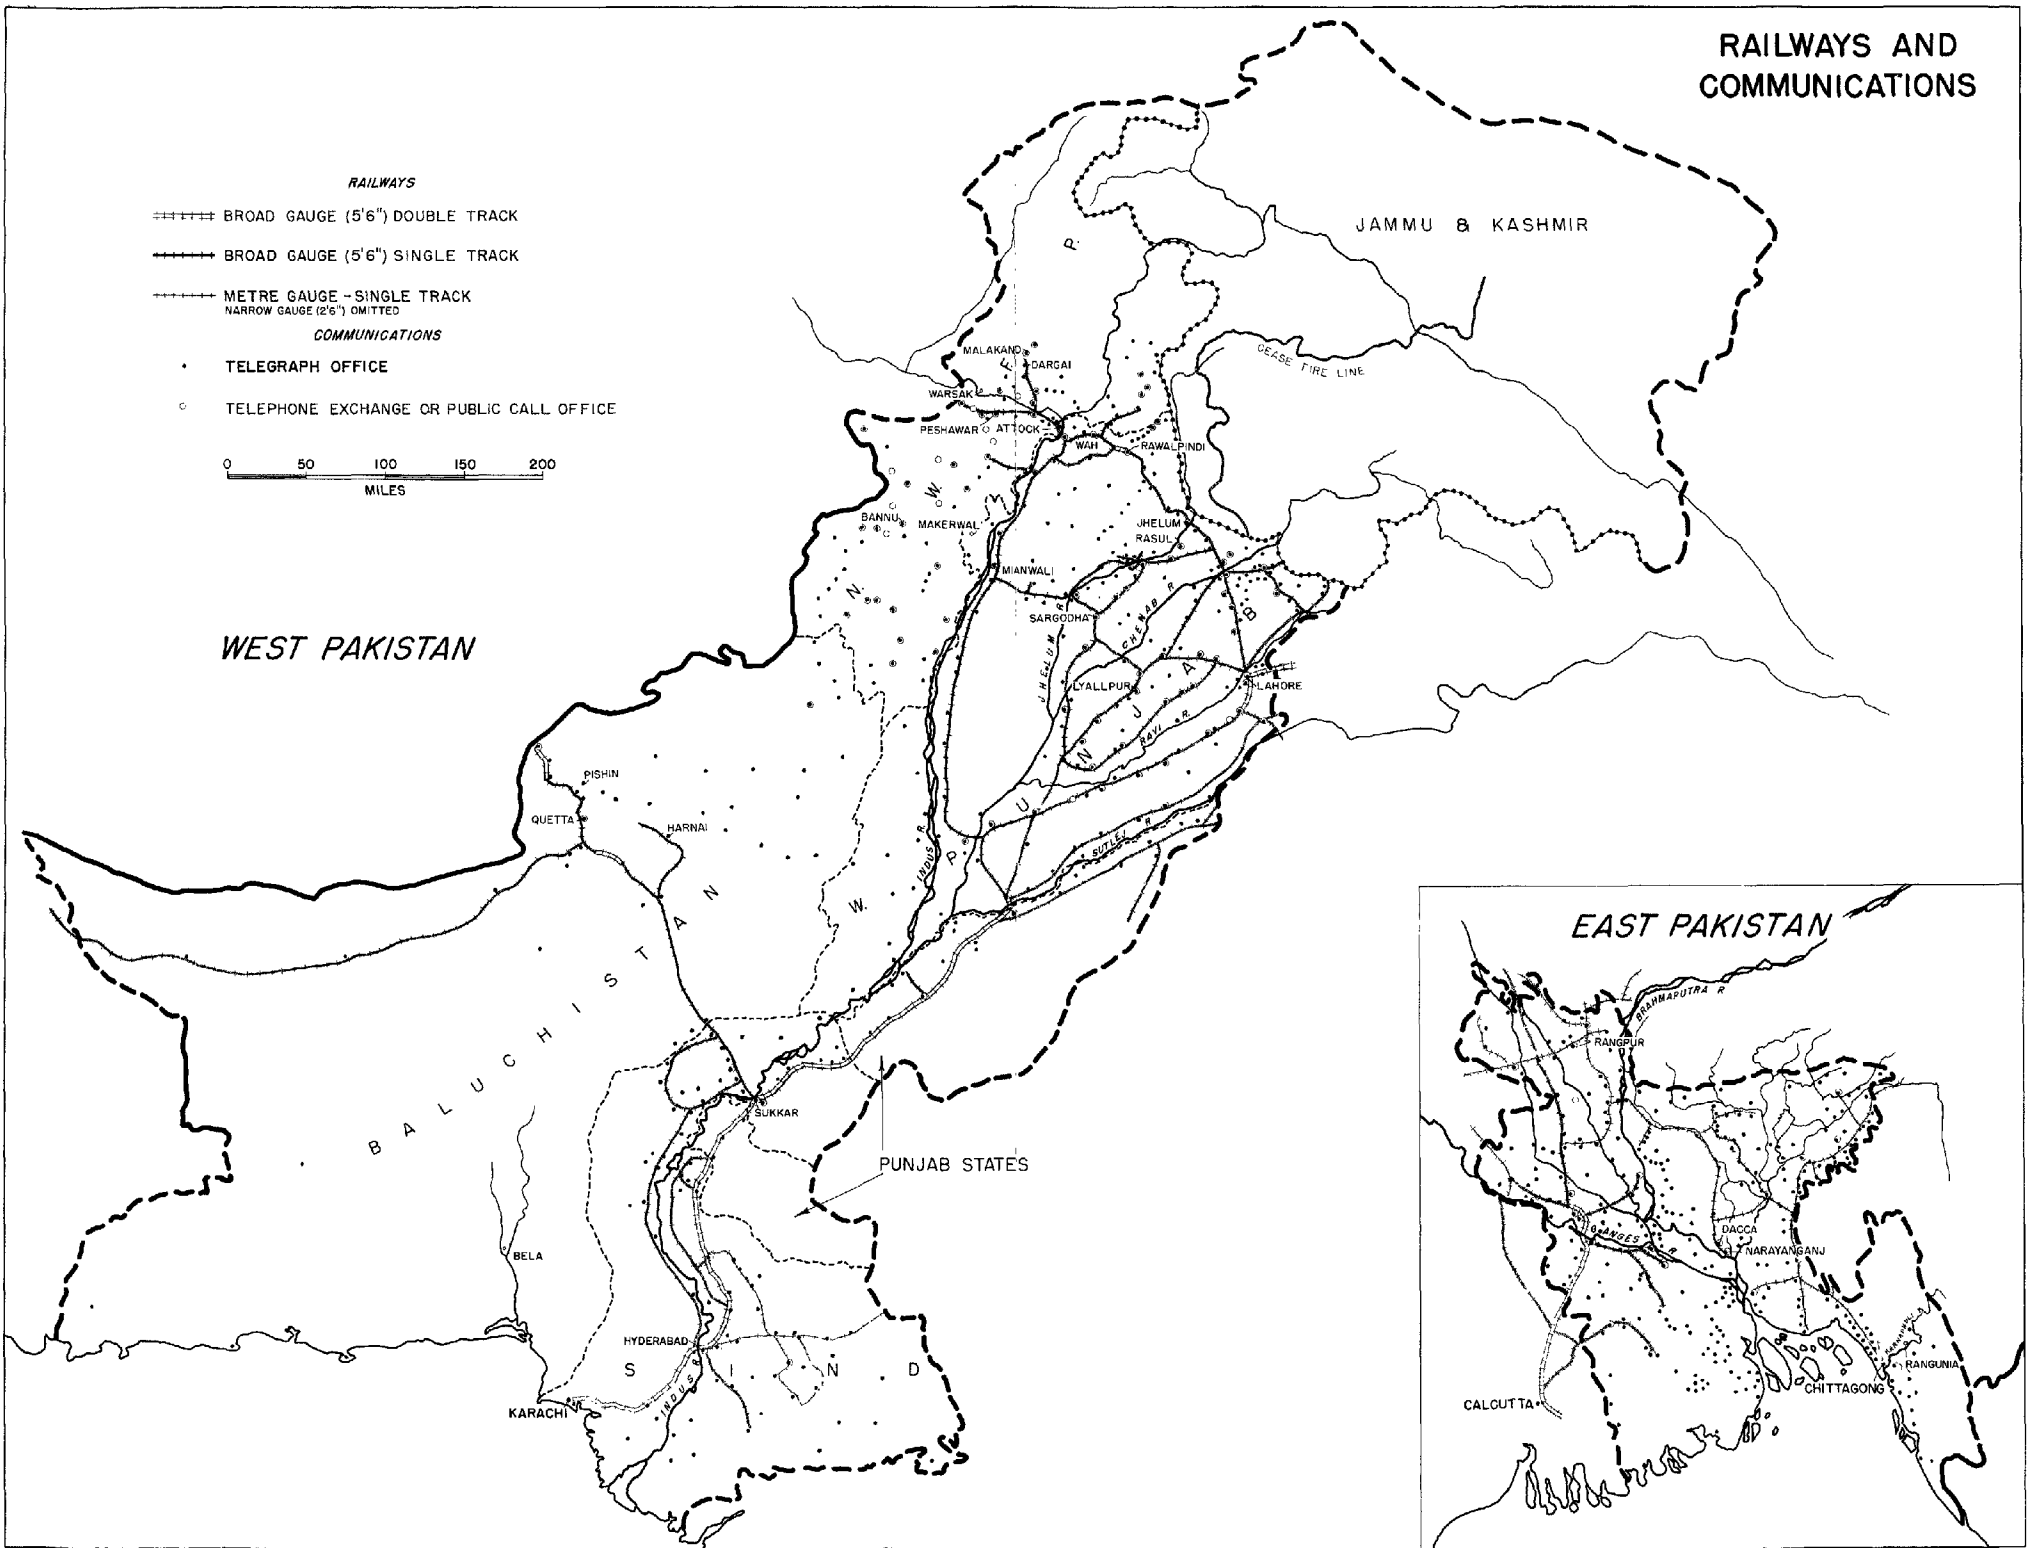 RAILWAYS AND
COMMUNICATIONS
RAILWAYS
BROAD GAUGE (5'6") DOUBLE TRACK
BROAD GAUGE (5'6") SINGLE TRACK
METRE GAUGE - SINGLE TRACK
NARROW GAUGE (2'6") OMITTED
COMMUNICATIONS
TELEGRAPH OFFICE
TELEPHONE EXCHANGE OR PUBLIC CALL OFFICE
0 50 100 150 200
MILES
WEST PAKISTAN
JAMMU & KASHMIR
CEASE FIRE LINE
N. W. F. P.
MALAKAND
DARGAI
WARSAK
PESHAWAR
ATTOCK
WAH
RAWALPINDI
BANNU
MAKERWAL
JHELUM
RASUL
MIANWALI
SARGODHA
JHELUM R
CHENAB R
LYALLPUR
LAHORE
RAVI R.
PUNJAB
SUTLEJ R
INDUS R
W.
PISHIN
QUETTA
HARNAI
BALUCHISTAN
SUKKAR
PUNJAB STATES
BELA
HYDERABAD
SIND
INDUS R
KARACHI
EAST PAKISTAN
BRAHMAPUTRA R
RANGPUR
DACCA
GANGES R
NARAYANGANJ
RANGUNIA
CHITTAGONG
CALCUTTA